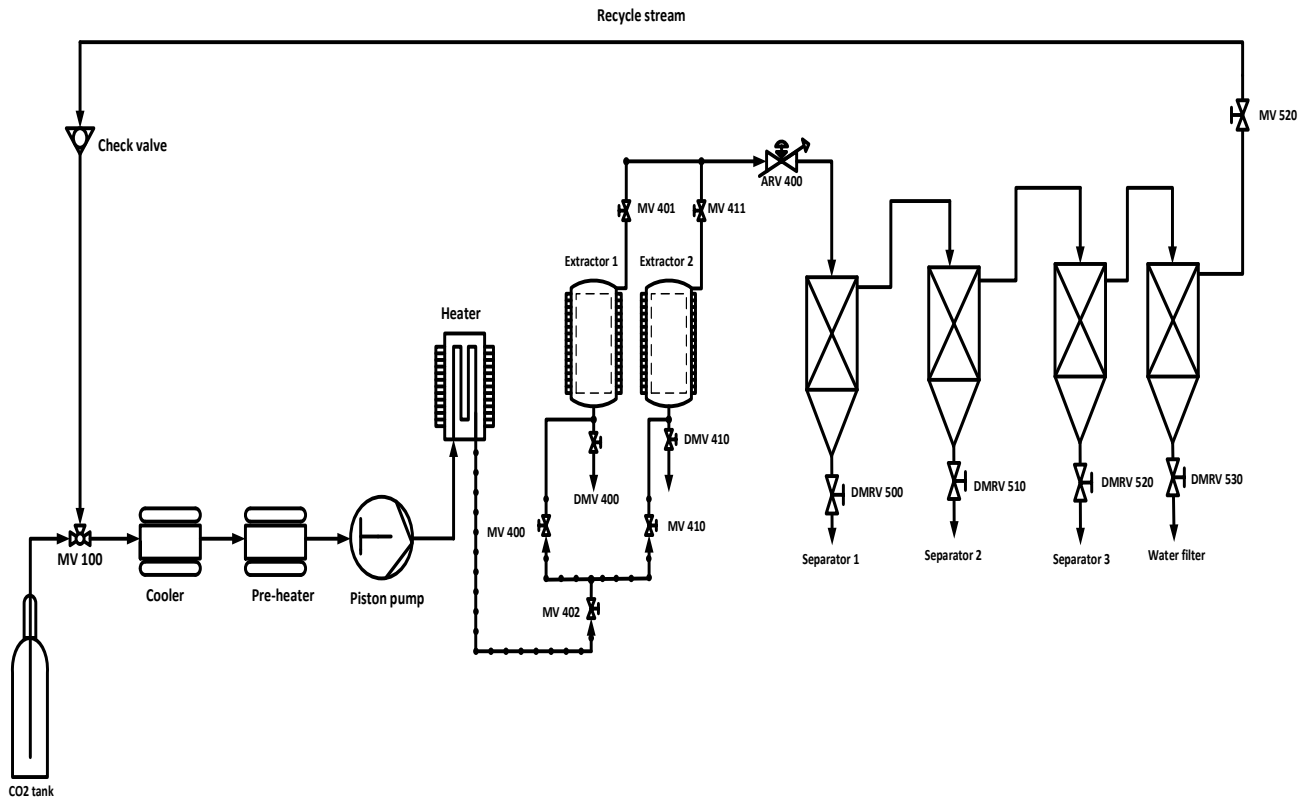 Recycle stream
Check valve
MV 520
ARV 400
MV 401
MV 411
Extractor 1
Extractor 2
Heater
DMV 410
DMV 400
MV 400
MV 410
DMRV 500
DMRV 510
DMRV 520
DMRV 530
MV 100
Separator 1
Separator 2
Separator 3
Water filter
Cooler
Pre-heater
Piston pump
MV 402
CO2 tank